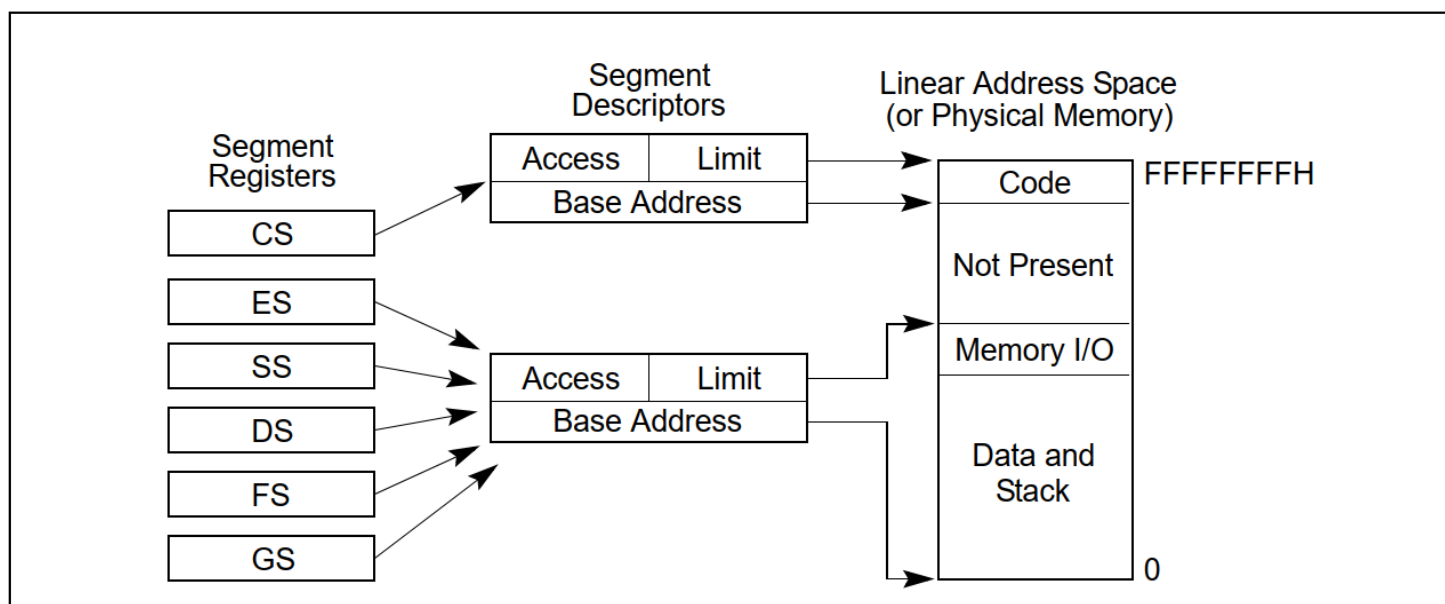 Segment
Registers
CS
ES
SS
DS
FS
GS
Segment
Descriptors
Access Limit
Base Address
Access Limit
Base Address
Linear Address Space
(or Physical Memory)
Code
FFFFFFFFH
Not Present
Memory I/O
Data and
Stack
0